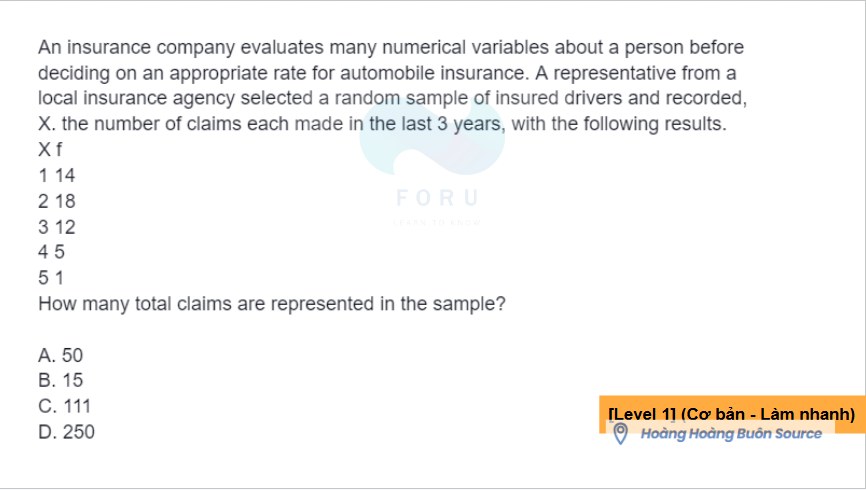 An insurance company evaluates many numerical variables about a person before
deciding on an appropriate rate for automobile insurance. A representative from a
local insurance agency selected a random sample of insured drivers and recorded,
X. the number of claims each made in the last 3 years, with the following results.
X f
1 14
2 18
3 12
4 5
5 1
How many total claims are represented in the sample?
A. 50
B. 15
C. 111
D. 250
FORU
[Level 1] (Cơ bản - Làm nhanh)
Hoàng Hoàng Buôn Source